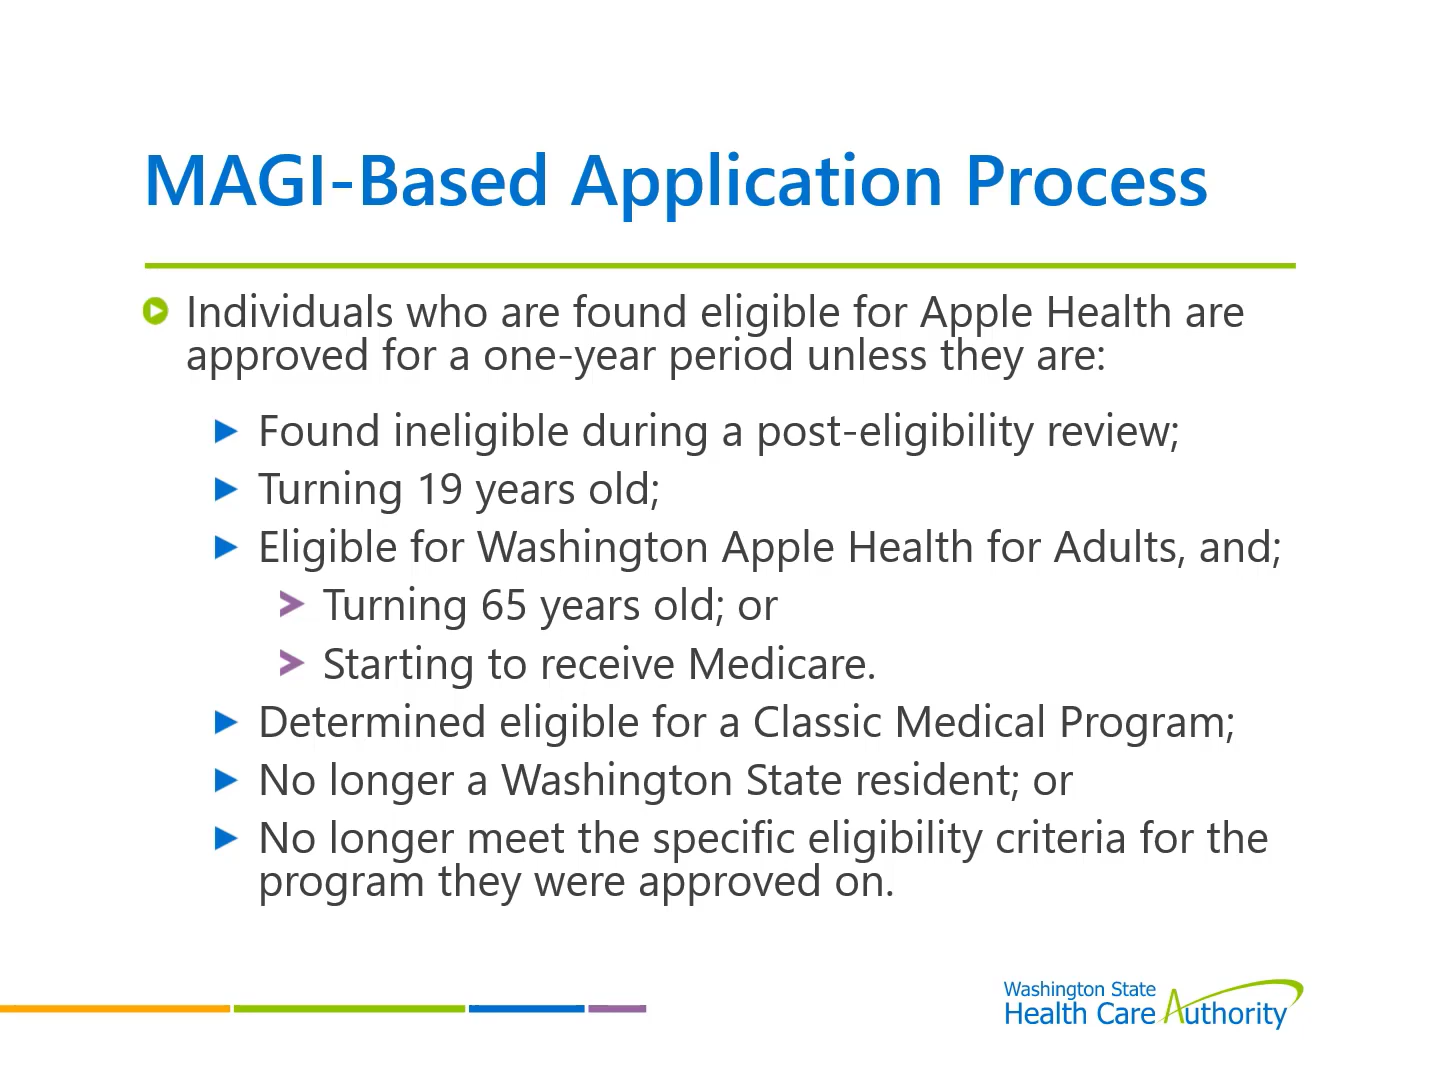 MAGI-Based Application Process
Individuals who are found eligible for Apple Health are
approved for a one-year period unless they are:
Found ineligible during a post-eligibility review;
Turning 19 years old;
Eligible for Washington Apple Health for Adults, and;
Turning 65 years old; or
Starting to receive Medicare.
Determined eligible for a Classic Medical Program;
No longer a Washington State resident; or
No longer meet the specific eligibility criteria for the
program they were approved on.
Washington State
Health Care Authority